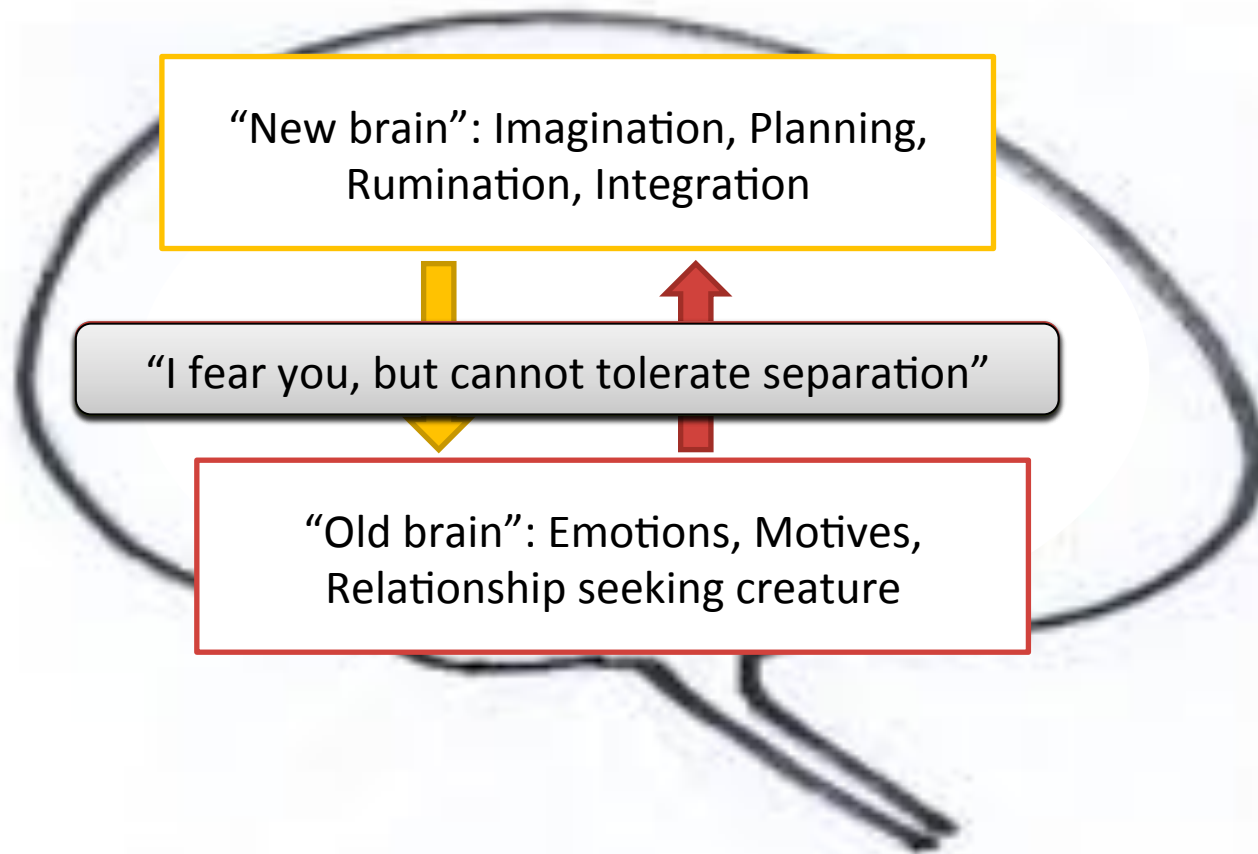 “New brain”: Imagination, Planning,
Rumination, Integration
“I fear you, but cannot tolerate separation”
“Old brain”: Emotions, Motives,
Relationship seeking creature